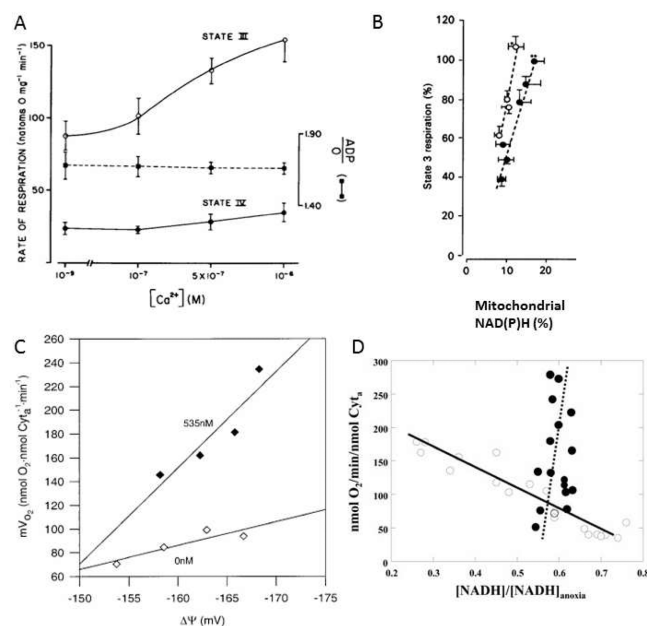 A
RATE OF RESPIRATION (natoms O mg⁻¹ min⁻¹)
150
100
50
STATE III
STATE IV
1.90
1.40
ADP
O
10⁻⁹
10⁻⁷
5×10⁻⁷
10⁻⁶
[Ca²⁺] (M)
B
State 3 respiration (%)
120
100
80
60
40
20
0
0
10
20
Mitochondrial
NAD(P)H (%)
C
mVO₂ (nmol O₂·nmol Cytₐ⁻¹·min⁻¹)
260
240
220
200
180
160
140
120
100
80
60
535nM
0nM
-150
-155
-160
-165
-170
-175
ΔΨ (mV)
D
nmol O₂/min/nmol Cytₐ
300
250
200
150
100
50
0
0.2
0.3
0.4
0.5
0.6
0.7
0.8
[NADH]/[NADH]anoxia